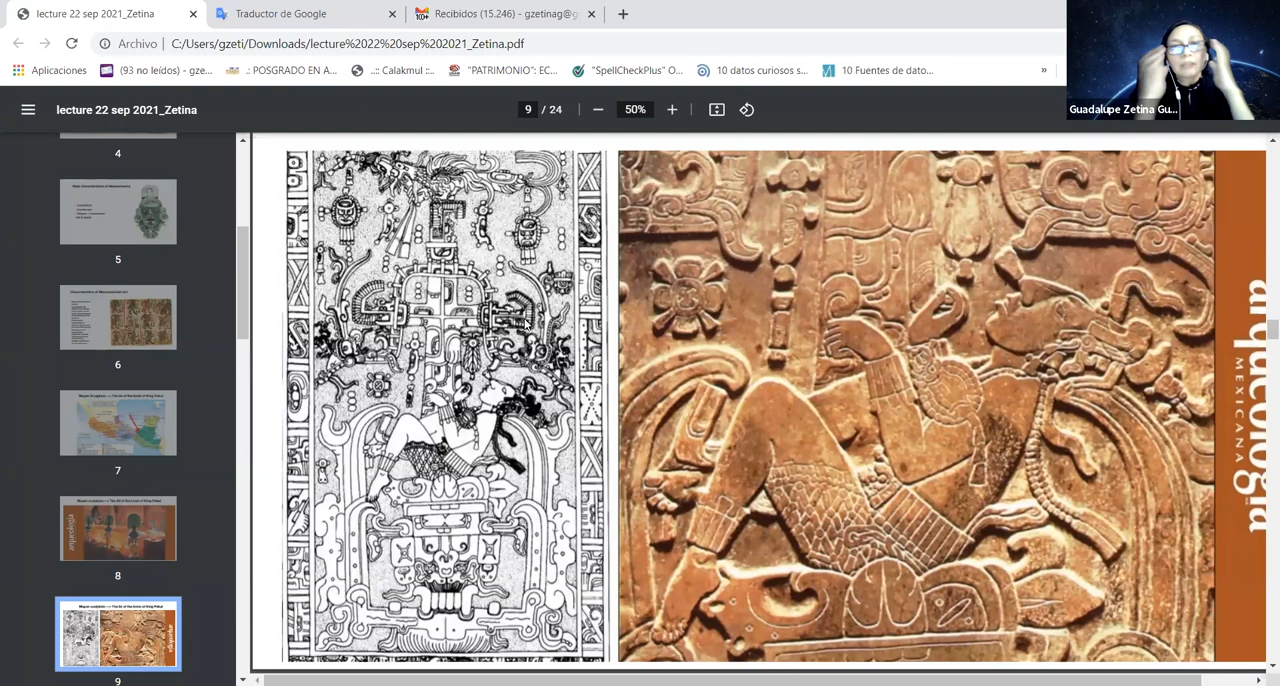 lecture 22 sep 2021_Zetina
Traductor de Google
Recibidos (15.246) - gzetinag@g
Archivo
C:/Users/gzeti/Downloads/lecture%2022%20sep%202021_Zetina.pdf
Aplicaciones
(93 no leídos) - gze...
.: POSGRADO EN A...
..:: Calakmul ::..
"PATRIMONIO": EC...
"SpellCheckPlus" O...
10 datos curiosos s...
10 Fuentes de dato...
»
Guadalupe Zetina Gu...
lecture 22 sep 2021_Zetina
9 / 24
50%
4
5
6
7
8
9
arqueología
MEXICANA